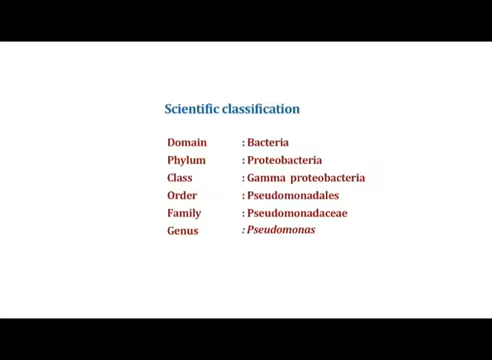 Scientific classification
Domain : Bacteria
Phylum : Proteobacteria
Class : Gamma proteobacteria
Order : Pseudomonadales
Family : Pseudomonadaceae
Genus : Pseudomonas